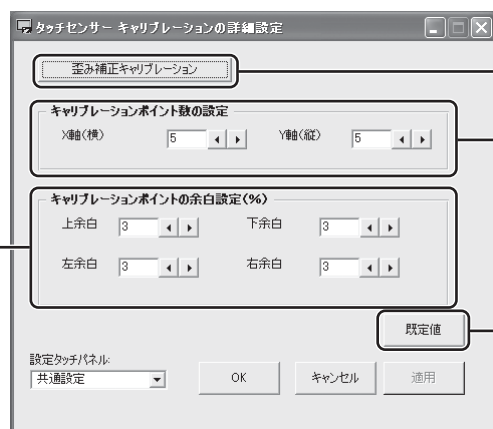 タッチセンサー キャリブレーションの詳細設定
歪み補正キャリブレーション
キャリブレーションポイント数の設定
X軸(横) 5 Y軸(縦) 5
キャリブレーションポイントの余白設定(%)
上余白 3 下余白 3
左余白 3 右余白 3
既定値
設定タッチパネル:
共通設定 OK キャンセル 適用